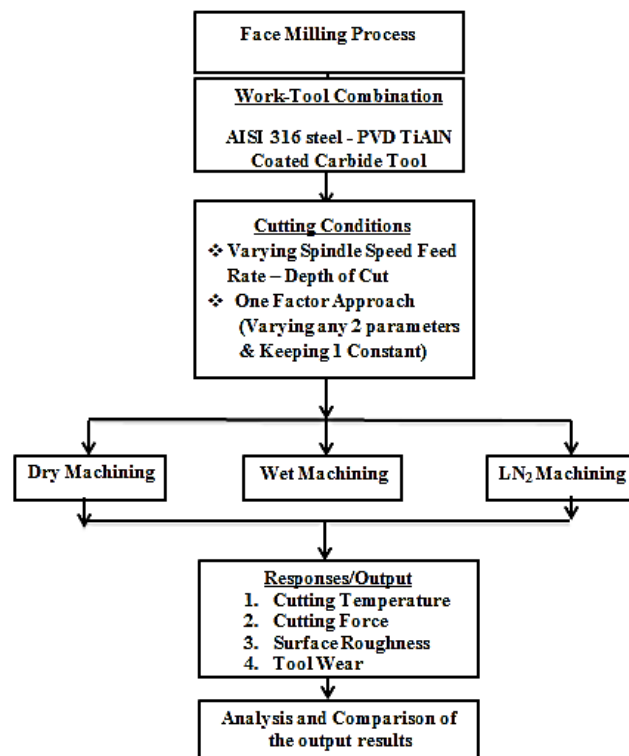 Face Milling Process
Work-Tool Combination
AISI 316 steel - PVD TiAlN
Coated Carbide Tool
Cutting Conditions
❖ Varying Spindle Speed Feed
Rate – Depth of Cut
❖ One Factor Approach
(Varying any 2 parameters
& Keeping 1 Constant)
Dry Machining
Wet Machining
LN₂ Machining
Responses/Output
1. Cutting Temperature
2. Cutting Force
3. Surface Roughness
4. Tool Wear
Analysis and Comparison of
the output results